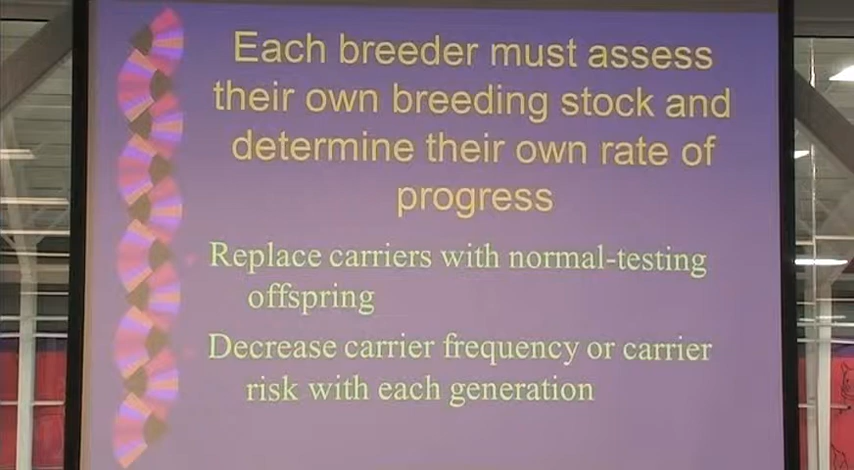 Each breeder must assess
their own breeding stock and
determine their own rate of
progress
Replace carriers with normal-testing
offspring
Decrease carrier frequency or carrier
risk with each generation